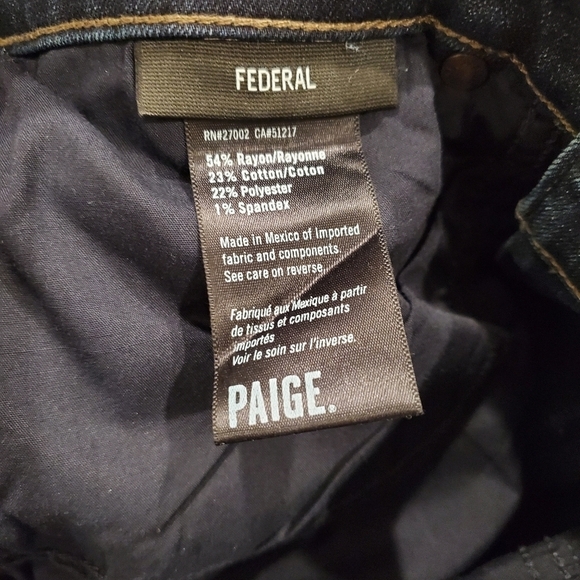 FEDERAL
RN#27002 CA#51217
54% Rayon/Rayonne
23% Cotton/Coton
22% Polyester
1% Spandex
Made in Mexico of Imported
fabric and components.
See care on reverse.
Fabriqué aux Mexique à partir
de tissus et composants
importés
Voir le soin sur l'inverse.
PAIGE.